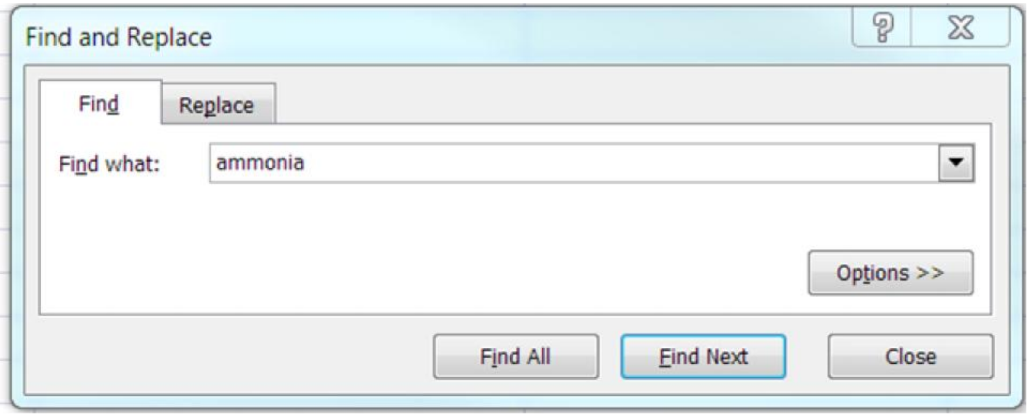 Find and Replace
Find Replace
Find what: ammonia
Options >>
Find All Find Next Close